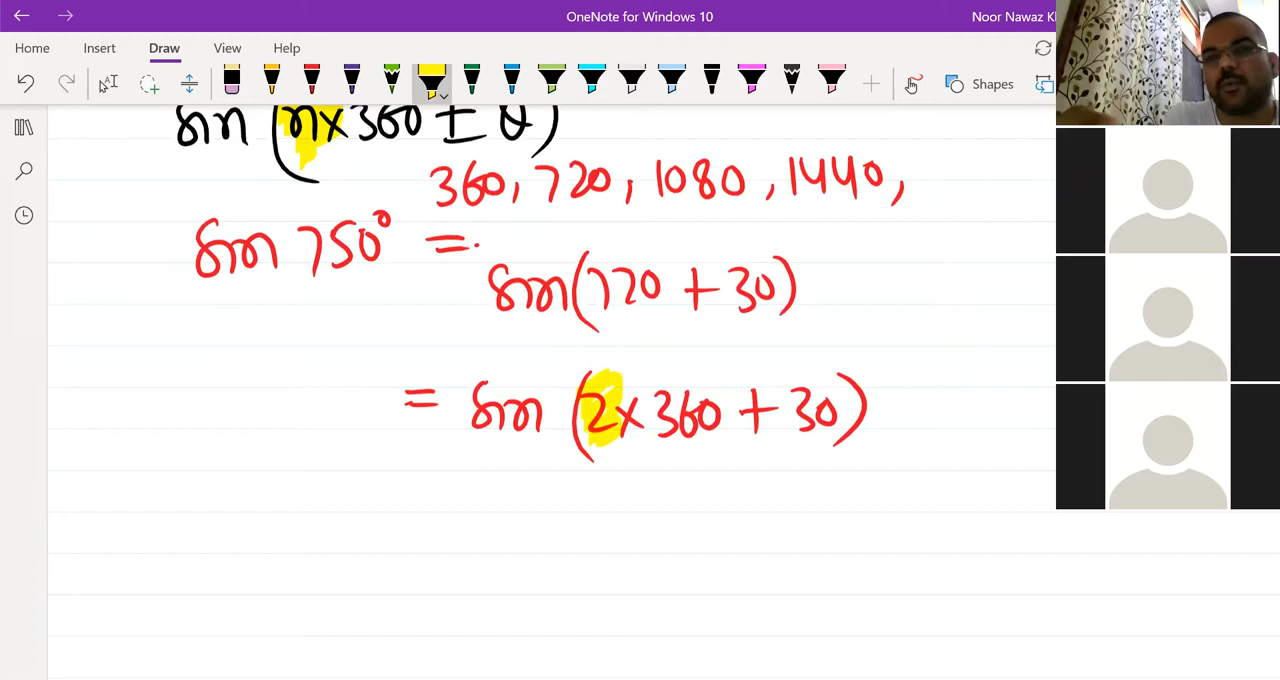 OneNote for Windows 10
Noor Nawaz Kh
Home Insert Draw View Help
Shapes
sin (n×360 ± θ)
360, 720, 1080, 1440,
sin 750° =
sin(720 + 30)
= sin (2×360 + 30)